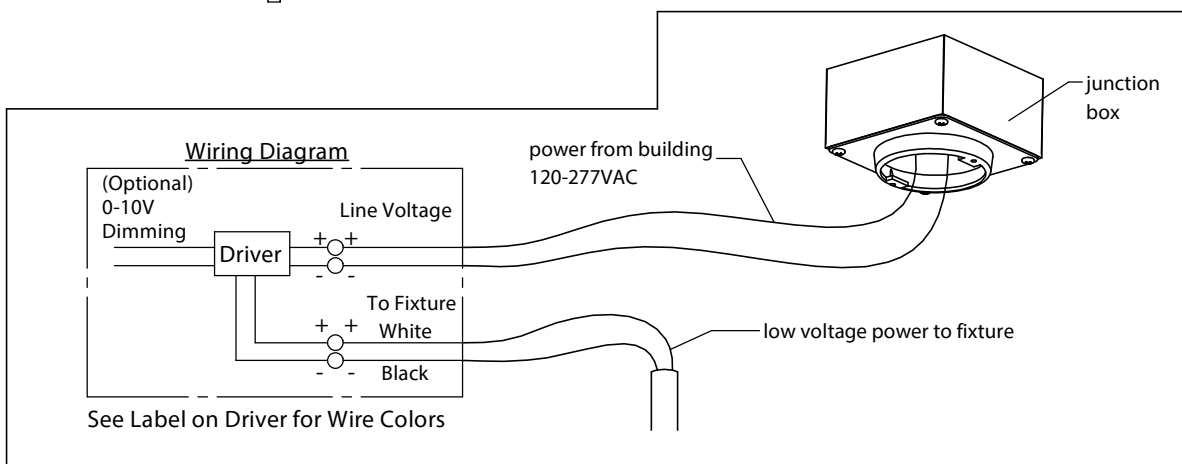 junction
box
Wiring Diagram
power from building
120-277VAC
(Optional)
0-10V
Dimming
Line Voltage
+ +
Driver
- -
To Fixture
+ + White
low voltage power to fixture
- - Black
See Label on Driver for Wire Colors